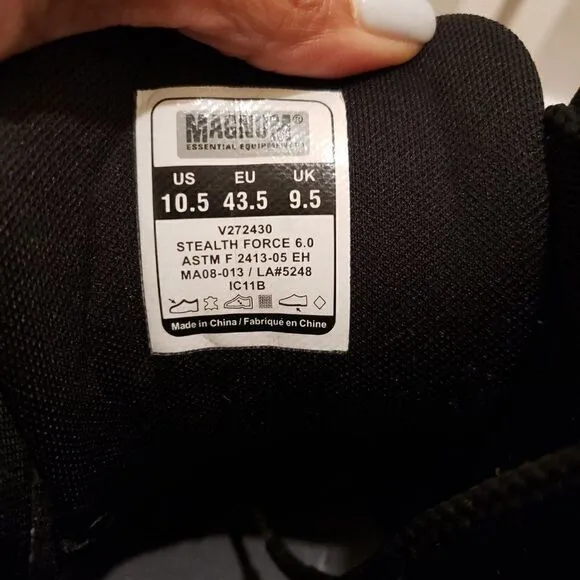 MAGNUM®
ESSENTIAL EQUIPMENT
US EU UK
10.5 43.5 9.5
V272430
STEALTH FORCE 6.0
ASTM F 2413-05 EH
MA08-013 / LA#5248
IC11B
Made in China / Fabriqué en Chine